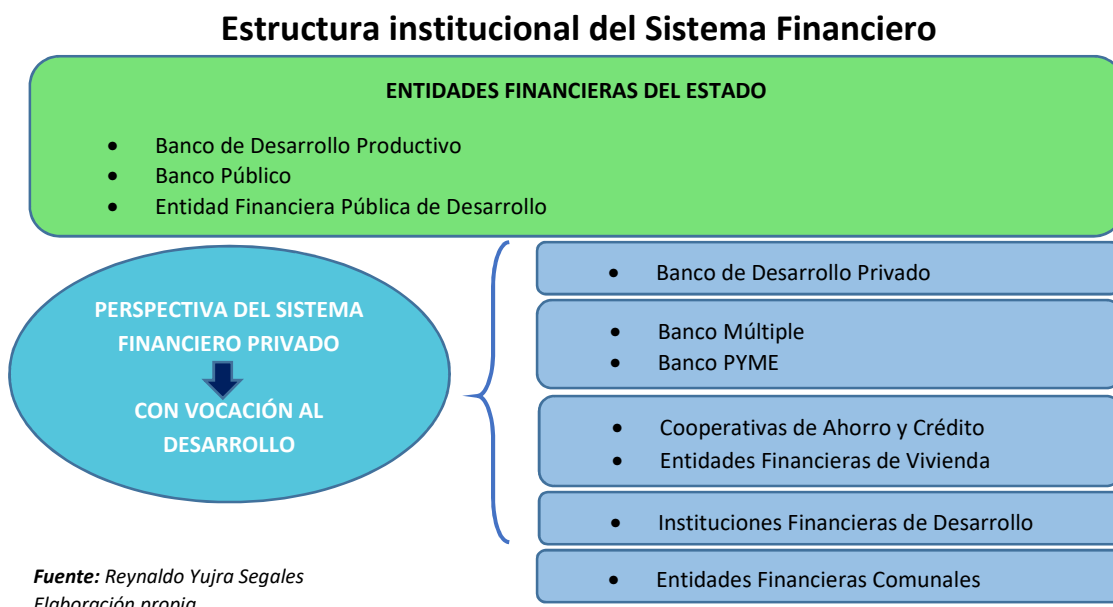 Estructura institucional del Sistema Financiero
ENTIDADES FINANCIERAS DEL ESTADO
• Banco de Desarrollo Productivo
• Banco Público
• Entidad Financiera Pública de Desarrollo
PERSPECTIVA DEL SISTEMA
FINANCIERO PRIVADO
CON VOCACIÓN AL
DESARROLLO
• Banco de Desarrollo Privado
• Banco Múltiple
• Banco PYME
• Cooperativas de Ahorro y Crédito
• Entidades Financieras de Vivienda
• Instituciones Financieras de Desarrollo
• Entidades Financieras Comunales
Fuente: Reynaldo Yujra Segales
Elaboración propia